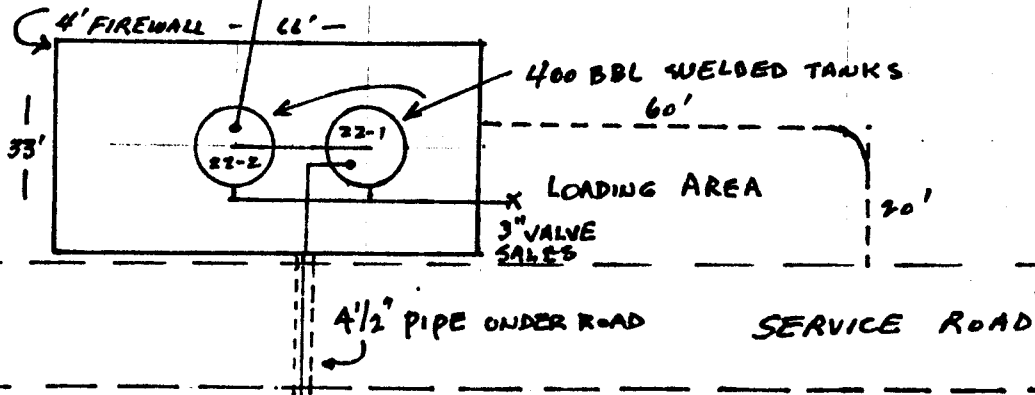 4' FIREWALL - 66' -
400 BBL WELDED TANKS
60'
33'
22-1
22-2
LOADING AREA
20'
3" VALVE
SALES
4 1/2" PIPE UNDER ROAD
SERVICE ROAD